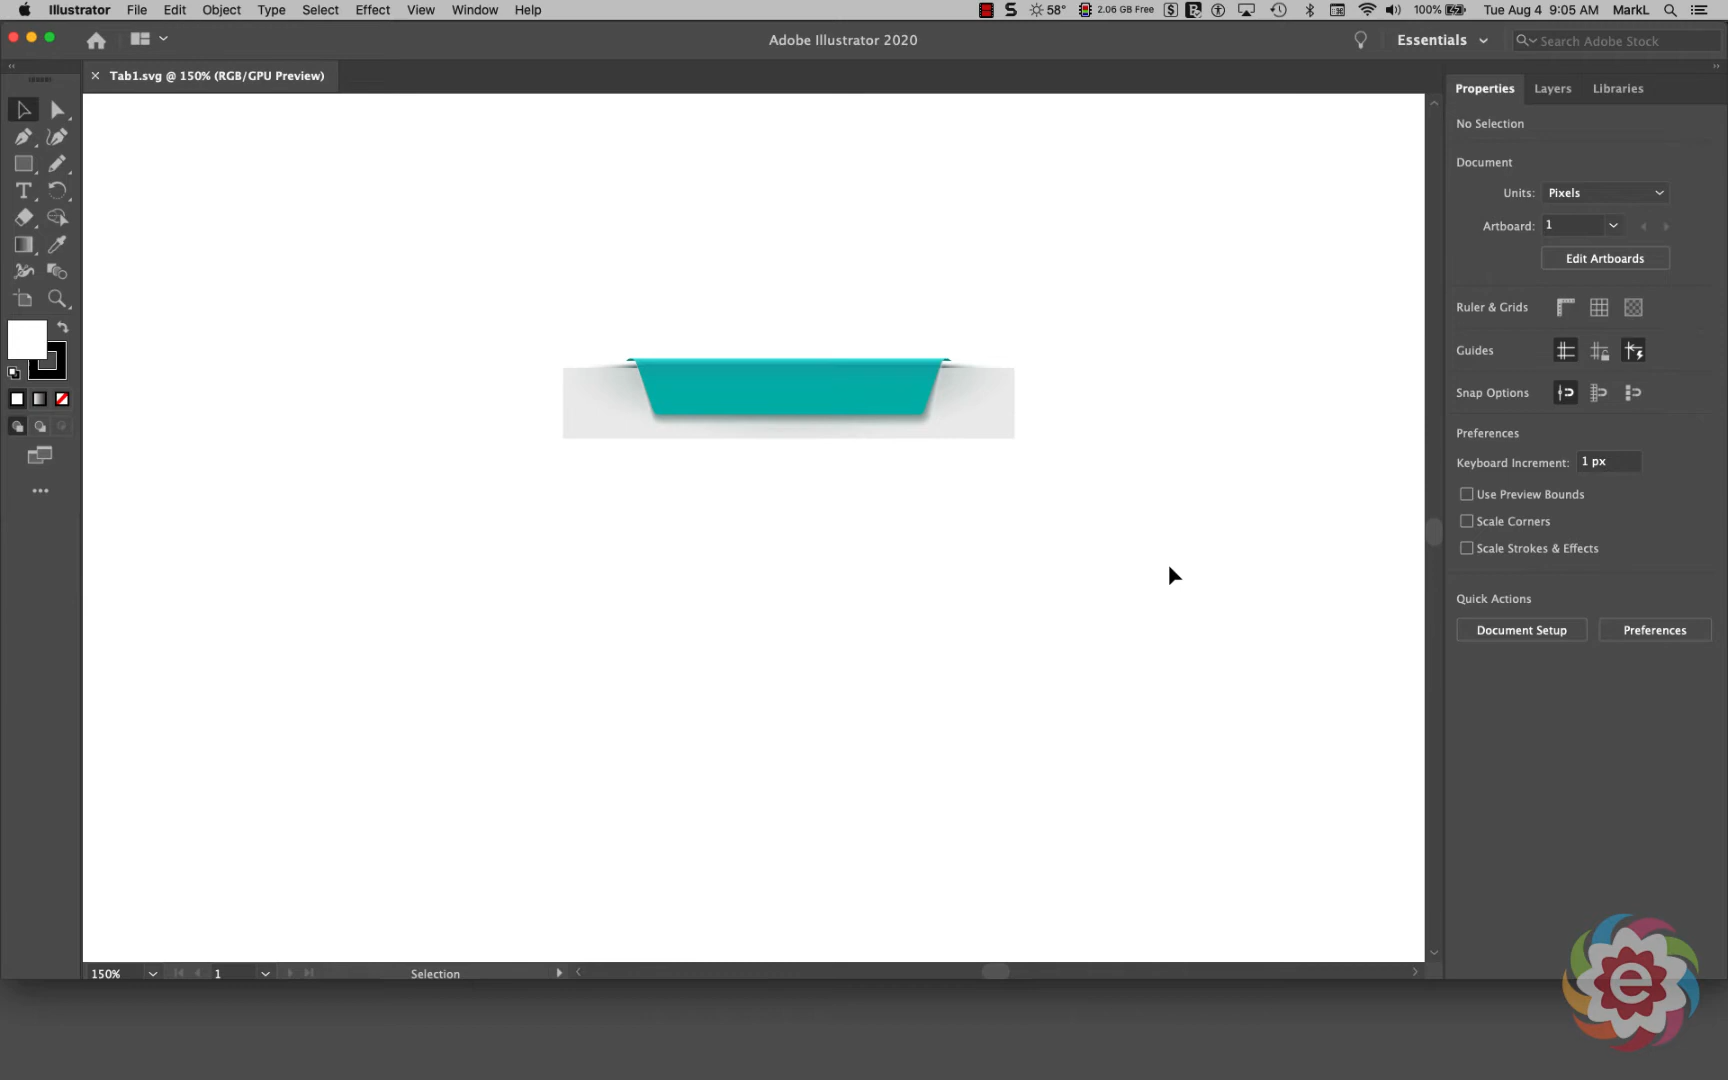 Illustrator File Edit Object Type Select Effect View Window Help 58° 2.06 GB Free 100% Tue Aug 4 9:05 AM MarkL
Adobe Illustrator 2020 Essentials Search Adobe Stock
× Tab1.svg @ 150% (RGB/GPU Preview)
Properties Layers Libraries
No Selection
Document
Units: Pixels
Artboard: 1
Edit Artboards
Ruler & Grids
Guides
Snap Options
Preferences
Keyboard Increment: 1 px
Use Preview Bounds
Scale Corners
Scale Strokes & Effects
Quick Actions
Document Setup Preferences
150% 1 Selection
e